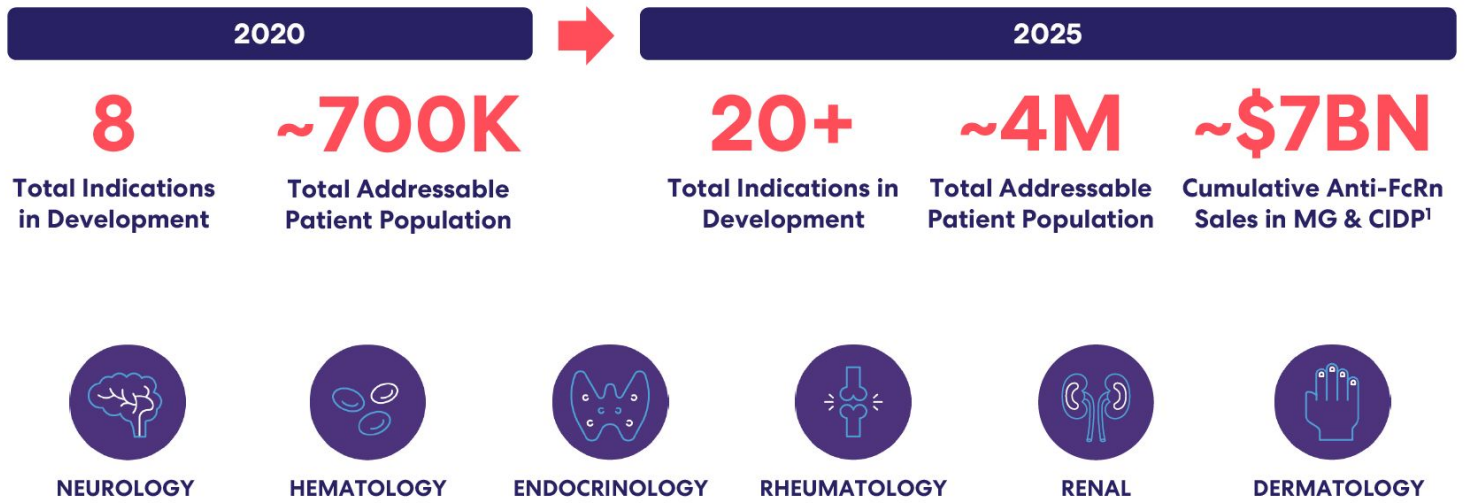 2020
2025
8
~700K
20+
~4M
~$7BN
Total Indications
in Development
Total Addressable
Patient Population
Total Indications in
Development
Total Addressable
Patient Population
Cumulative Anti-FcRn
Sales in MG & CIDP¹
NEUROLOGY
HEMATOLOGY
ENDOCRINOLOGY
RHEUMATOLOGY
RENAL
DERMATOLOGY